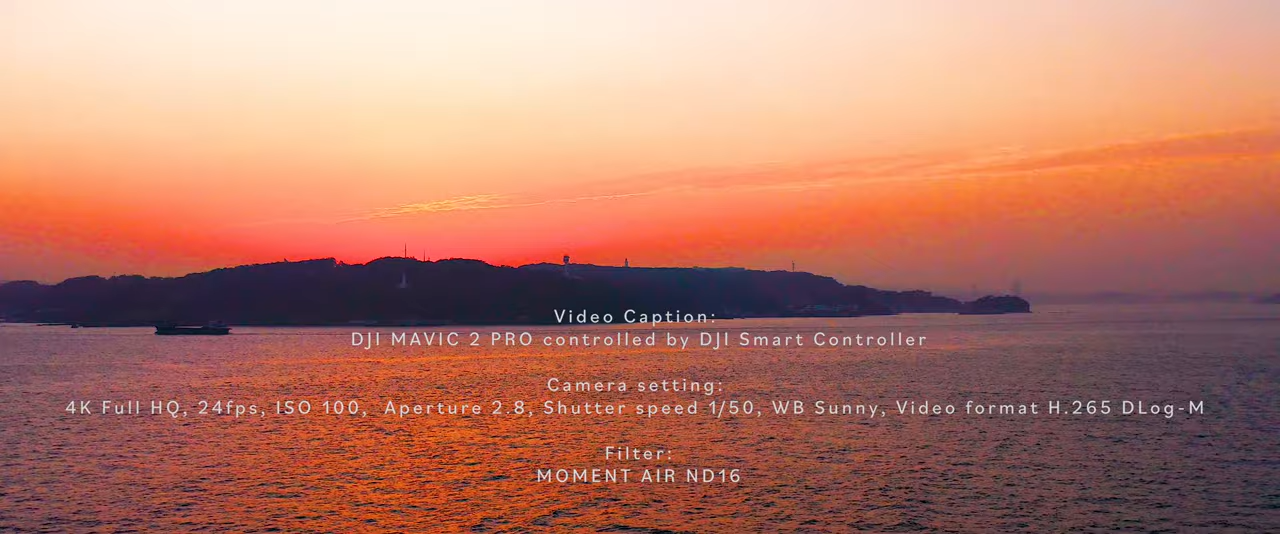 Video Caption:
DJI MAVIC 2 PRO controlled by DJI Smart Controller
Camera setting:
4K Full HQ, 24fps, ISO 100, Aperture 2.8, Shutter speed 1/50, WB Sunny, Video format H.265 DLog-M
Filter:
MOMENT AIR ND16